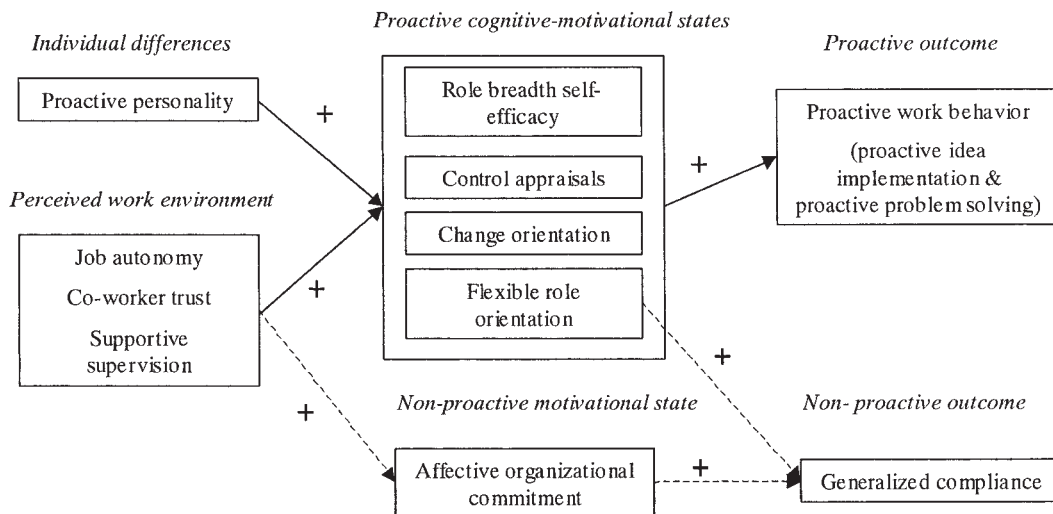 Proactive cognitive-motivational states
Individual differences
Proactive outcome
Proactive personality
+
Role breadth self-
efficacy
Control appraisals
Change orientation
Flexible role
orientation
+
Proactive work behavior
(proactive idea
implementation &
proactive problem solving)
Perceived work environment
Job autonomy
Co-worker trust
Supportive
supervision
+
+
+
Non-proactive motivational state
Non- proactive outcome
Affective organizational
commitment
+
Generalized compliance